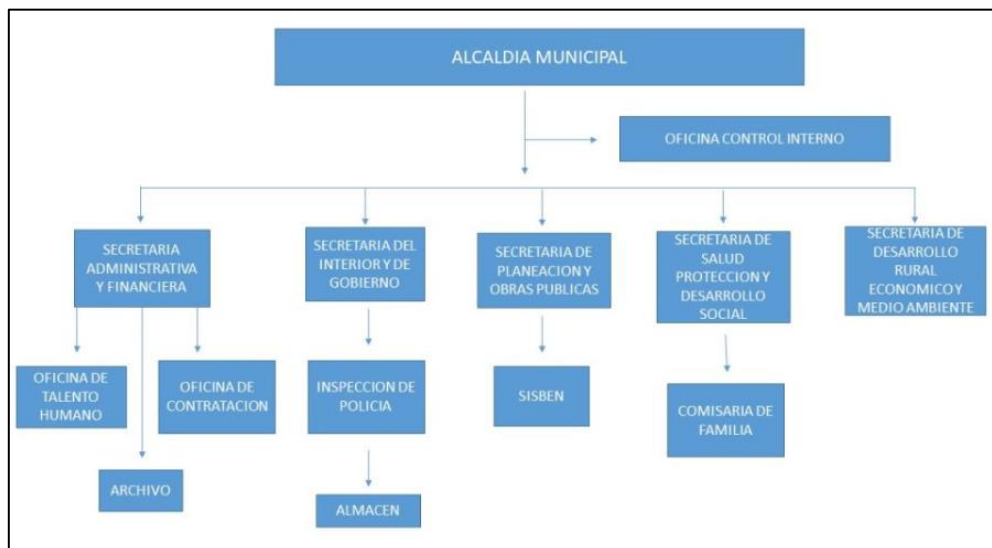 ALCALDIA MUNICIPAL
OFICINA CONTROL INTERNO
SECRETARIA
ADMINISTRATIVA
Y FINANCIERA
SECRETARIA DEL
INTERIOR Y DE
GOBIERNO
SECRETARIA DE
PLANEACION Y
OBRAS PUBLICAS
SECRETARIA DE
SALUD
PROTECCION Y
DESARROLLO
SOCIAL
SECRETARIA DE
DESARROLLO
RURAL
ECONOMICO Y
MEDIO AMBIENTE
OFICINA DE
TALENTO
HUMANO
OFICINA DE
CONTRATACION
INSPECCION DE
POLICIA
SISBEN
COMISARIA DE
FAMILIA
ARCHIVO
ALMACEN